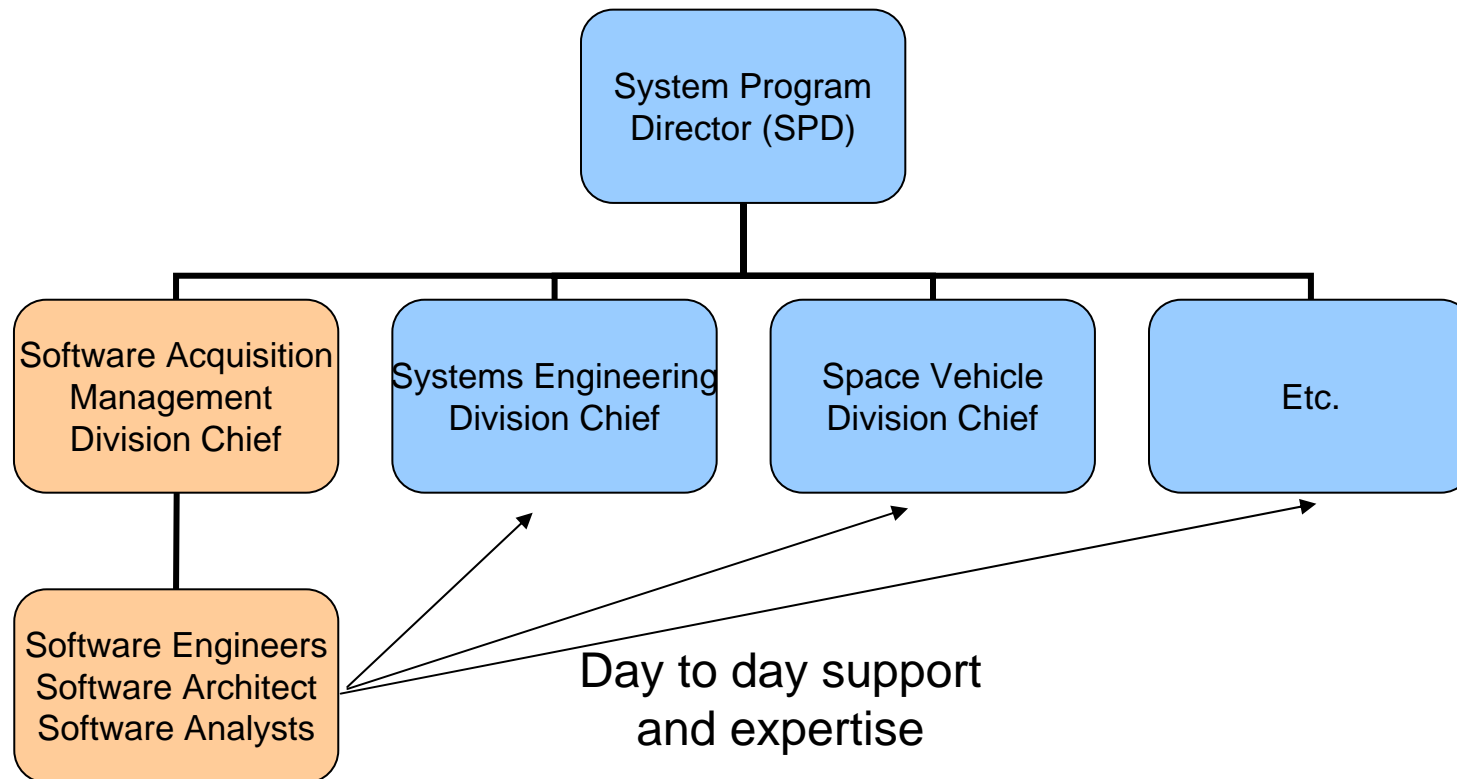 System Program
Director (SPD)
Software Acquisition
Management
Division Chief
Systems Engineering
Division Chief
Space Vehicle
Division Chief
Etc.
Software Engineers
Software Architect
Software Analysts
Day to day support
and expertise